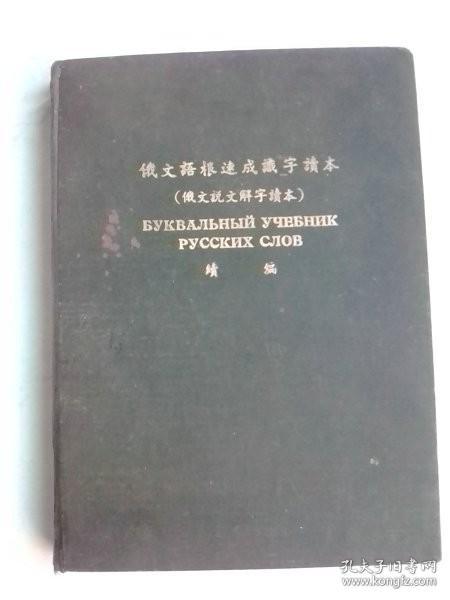 俄文語根速成識字讀本
(俄文說文解字讀本)
БУКВАЛЬНЫЙ УЧЕБНИК
РУССКИХ СЛОВ
續 編
孔夫子旧书网
www.kongfz.com